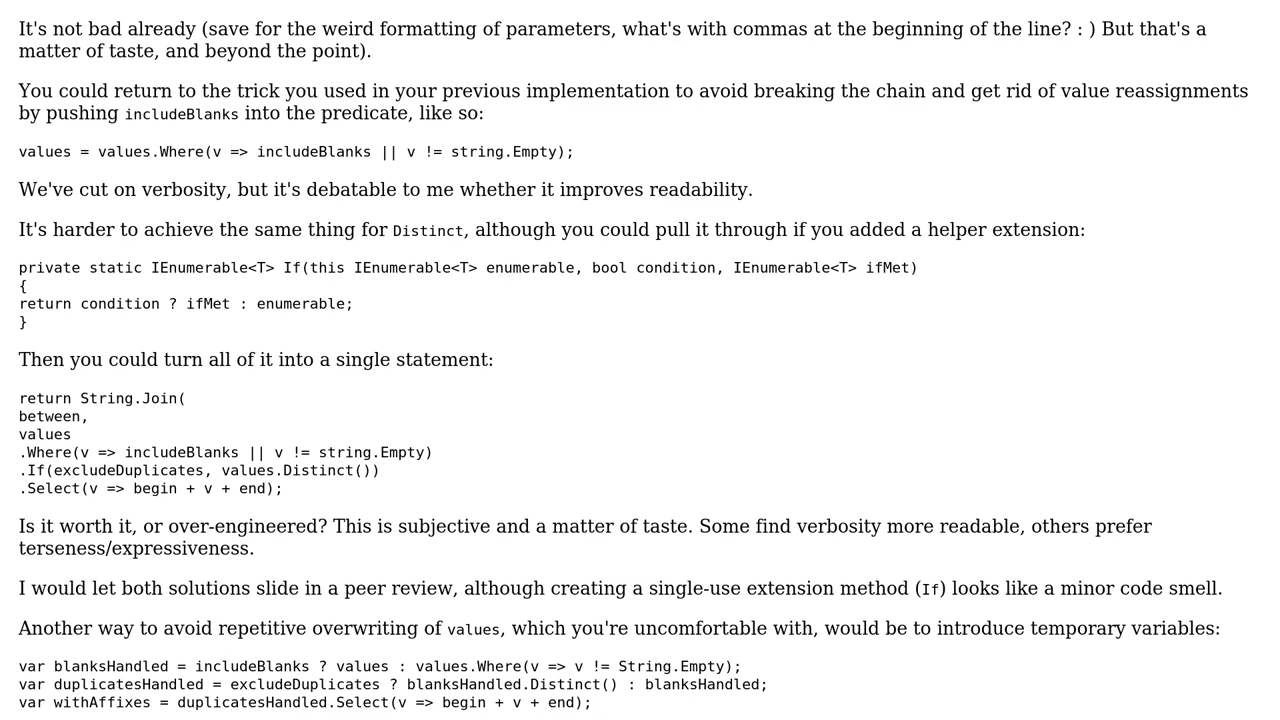 It's not bad already (save for the weird formatting of parameters, what's with commas at the beginning of the line? : ) But that's a
matter of taste, and beyond the point).
You could return to the trick you used in your previous implementation to avoid breaking the chain and get rid of value reassignments
by pushing includeBlanks into the predicate, like so:
values = values.Where(v => includeBlanks || v != string.Empty);
We've cut on verbosity, but it's debatable to me whether it improves readability.
It's harder to achieve the same thing for Distinct, although you could pull it through if you added a helper extension:
private static IEnumerable<T> If(this IEnumerable<T> enumerable, bool condition, IEnumerable<T> ifMet)
{
return condition ? ifMet : enumerable;
}
Then you could turn all of it into a single statement:
return String.Join(
between,
values
.Where(v => includeBlanks || v != string.Empty)
.If(excludeDuplicates, values.Distinct())
.Select(v => begin + v + end);
Is it worth it, or over-engineered? This is subjective and a matter of taste. Some find verbosity more readable, others prefer
terseness/expressiveness.
I would let both solutions slide in a peer review, although creating a single-use extension method (If) looks like a minor code smell.
Another way to avoid repetitive overwriting of values, which you're uncomfortable with, would be to introduce temporary variables:
var blanksHandled = includeBlanks ? values : values.Where(v => v != String.Empty);
var duplicatesHandled = excludeDuplicates ? blanksHandled.Distinct() : blanksHandled;
var withAffixes = duplicatesHandled.Select(v => begin + v + end);